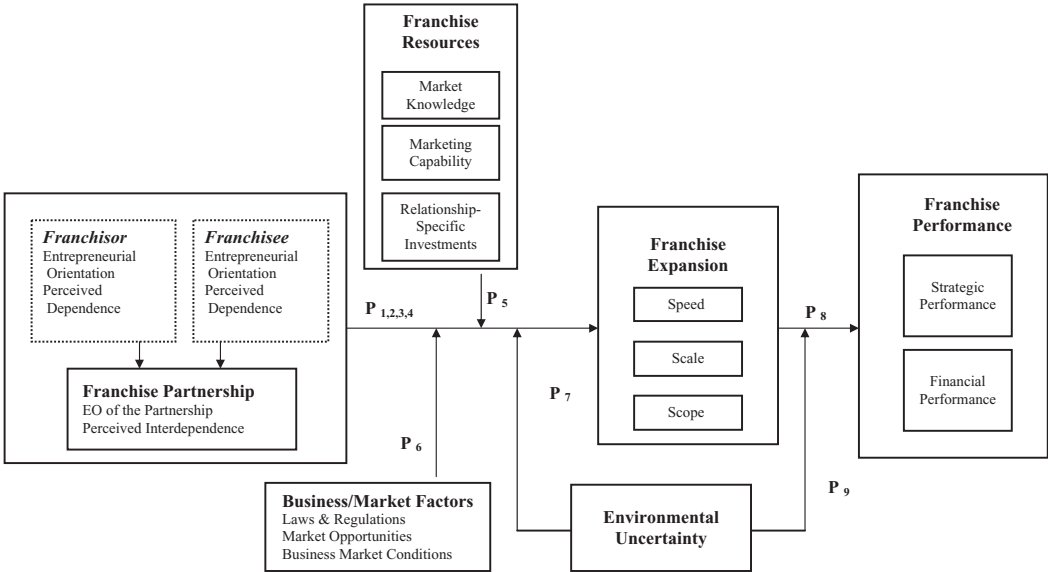 Franchise
Resources
Market
Knowledge
Marketing
Capability
Relationship-
Specific
Investments
Franchisor
Entrepreneurial
Orientation
Perceived
Dependence
Franchisee
Entrepreneurial
Orientation
Perceived
Dependence
Franchise Partnership
EO of the Partnership
Perceived Interdependence
P 1,2,3,4
P 5
P 6
P 7
Business/Market Factors
Laws & Regulations
Market Opportunities
Business Market Conditions
Environmental
Uncertainty
Franchise
Expansion
Speed
Scale
Scope
P 8
P 9
Franchise
Performance
Strategic
Performance
Financial
Performance